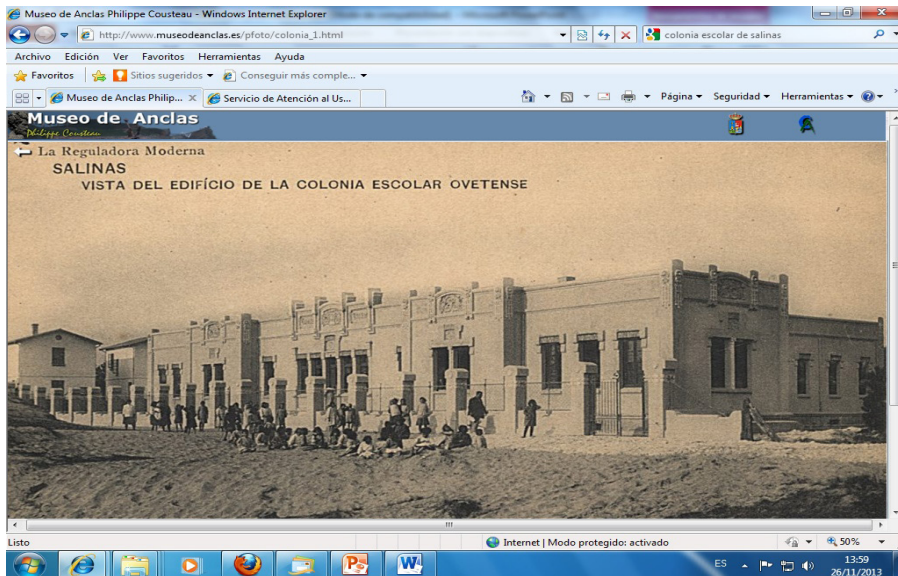 Museo de Anclas Philippe Cousteau - Windows Internet Explorer
http://www.museodeanclas.es/pfoto/colonia_1.html
colonia escolar de salinas
Archivo Edición Ver Favoritos Herramientas Ayuda
Favoritos Sitios sugeridos Conseguir más comple...
Museo de Anclas Philip... Servicio de Atención al Us... Página Seguridad Herramientas
Museo de Anclas
Philippe Cousteau
La Reguladora Moderna
SALINAS
VISTA DEL EDIFÍCIO DE LA COLONIA ESCOLAR OVETENSE
Listo Internet | Modo protegido: activado 50%
ES 13:59
26/11/2013